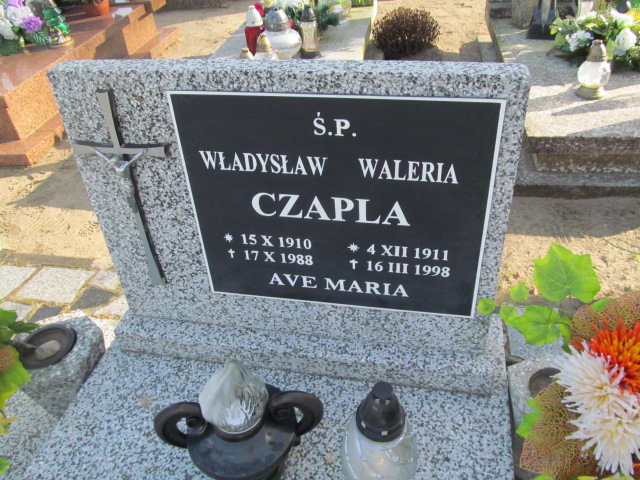 Ś.P.
WŁADYSŁAW WALERIA
CZAPLA
* 15 X 1910 * 4 XII 1911
† 17 X 1988 † 16 III 1998
AVE MARIA